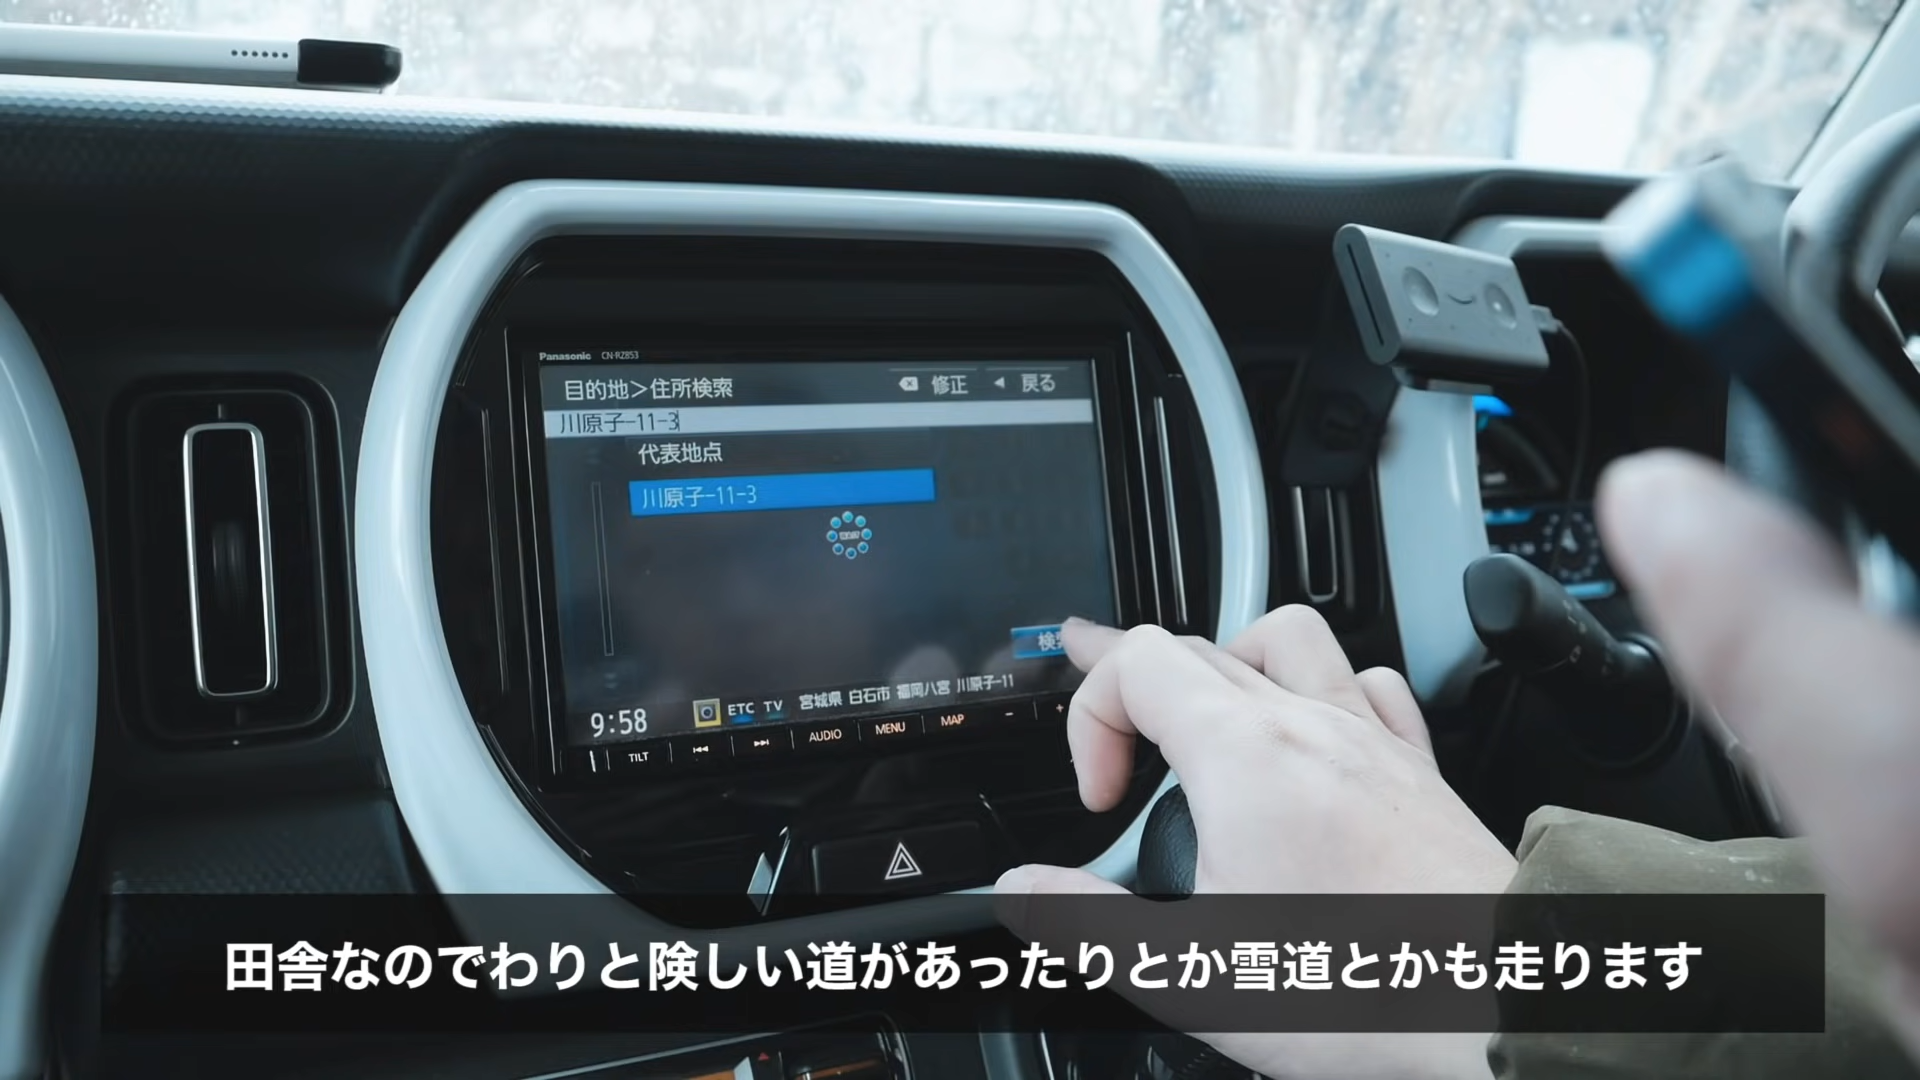 Panasonic CN-RZ853
目的地＞住所検索 修正 ◀ 戻る
川原子-11-3
代表地点
川原子-11-3
検索
9:58 ETC TV 宮城県 白石市 福岡八宮 川原子-11
TILT AUDIO MENU MAP － ＋
田舎なのでわりと険しい道があったりとか雪道とかも走ります